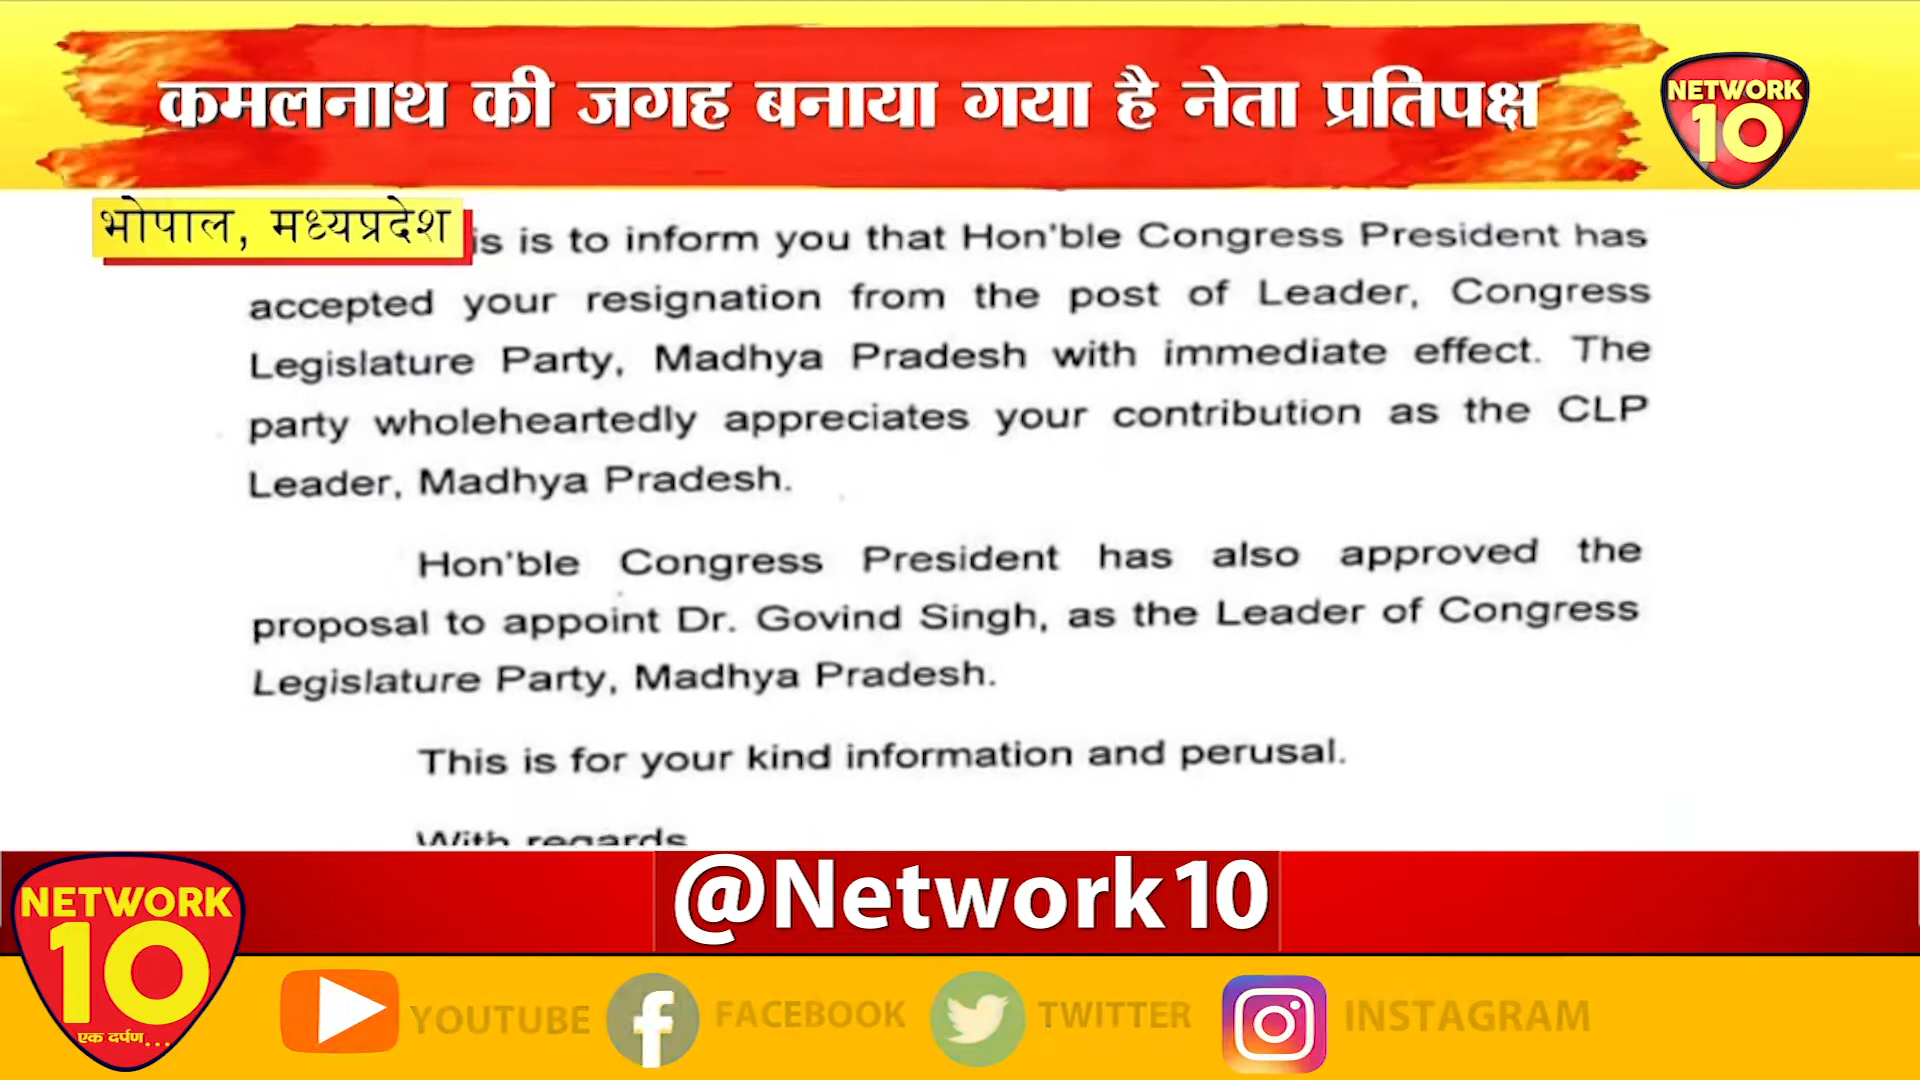 कमलनाथ की जगह बनाया गया है नेता प्रतिपक्ष
NETWORK
10
भोपाल, मध्यप्रदेश
is is to inform you that Hon'ble Congress President has
accepted your resignation from the post of Leader, Congress
Legislature Party, Madhya Pradesh with immediate effect. The
party wholeheartedly appreciates your contribution as the CLP
Leader, Madhya Pradesh.
Hon'ble Congress President has also approved the
proposal to appoint Dr. Govind Singh, as the Leader of Congress
Legislature Party, Madhya Pradesh.
This is for your kind information and perusal.
With regards
@Network10
NETWORK
10
एक दर्पण...
YOUTUBE FACEBOOK TWITTER INSTAGRAM